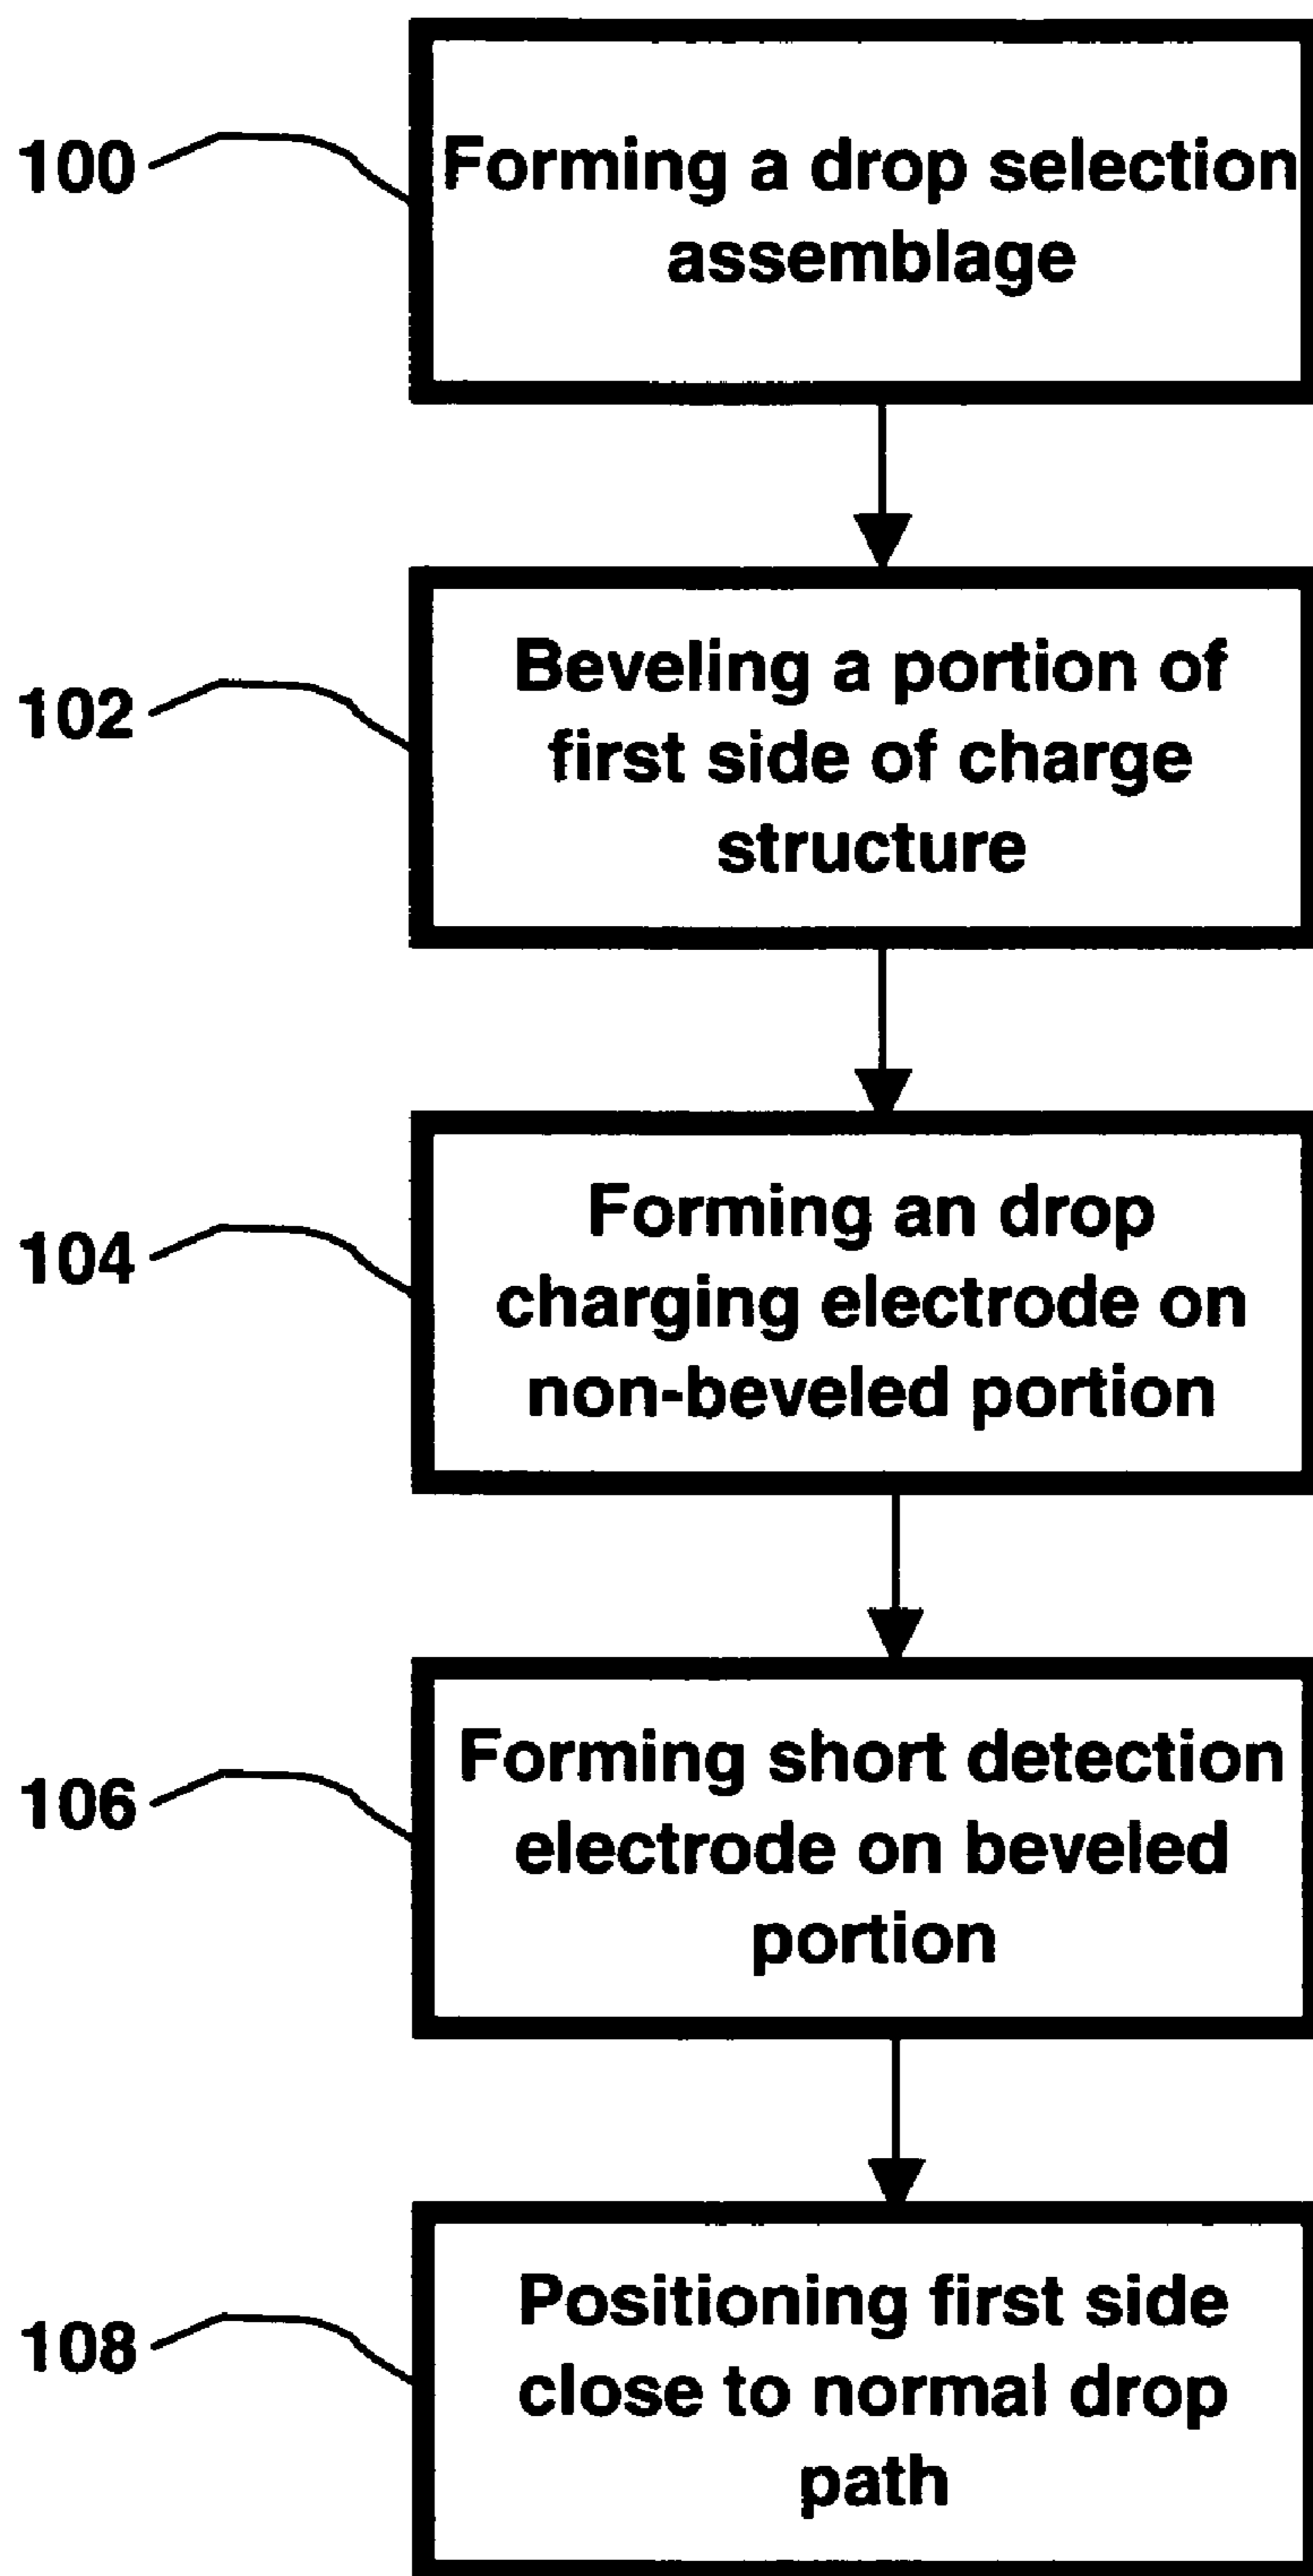 100
Forming a drop selection
assemblage
102
Beveling a portion of
first side of charge
structure
104
Forming an drop
charging electrode on
non-beveled portion
106
Forming short detection
electrode on beveled
portion
108
Positioning first side
close to normal drop
path